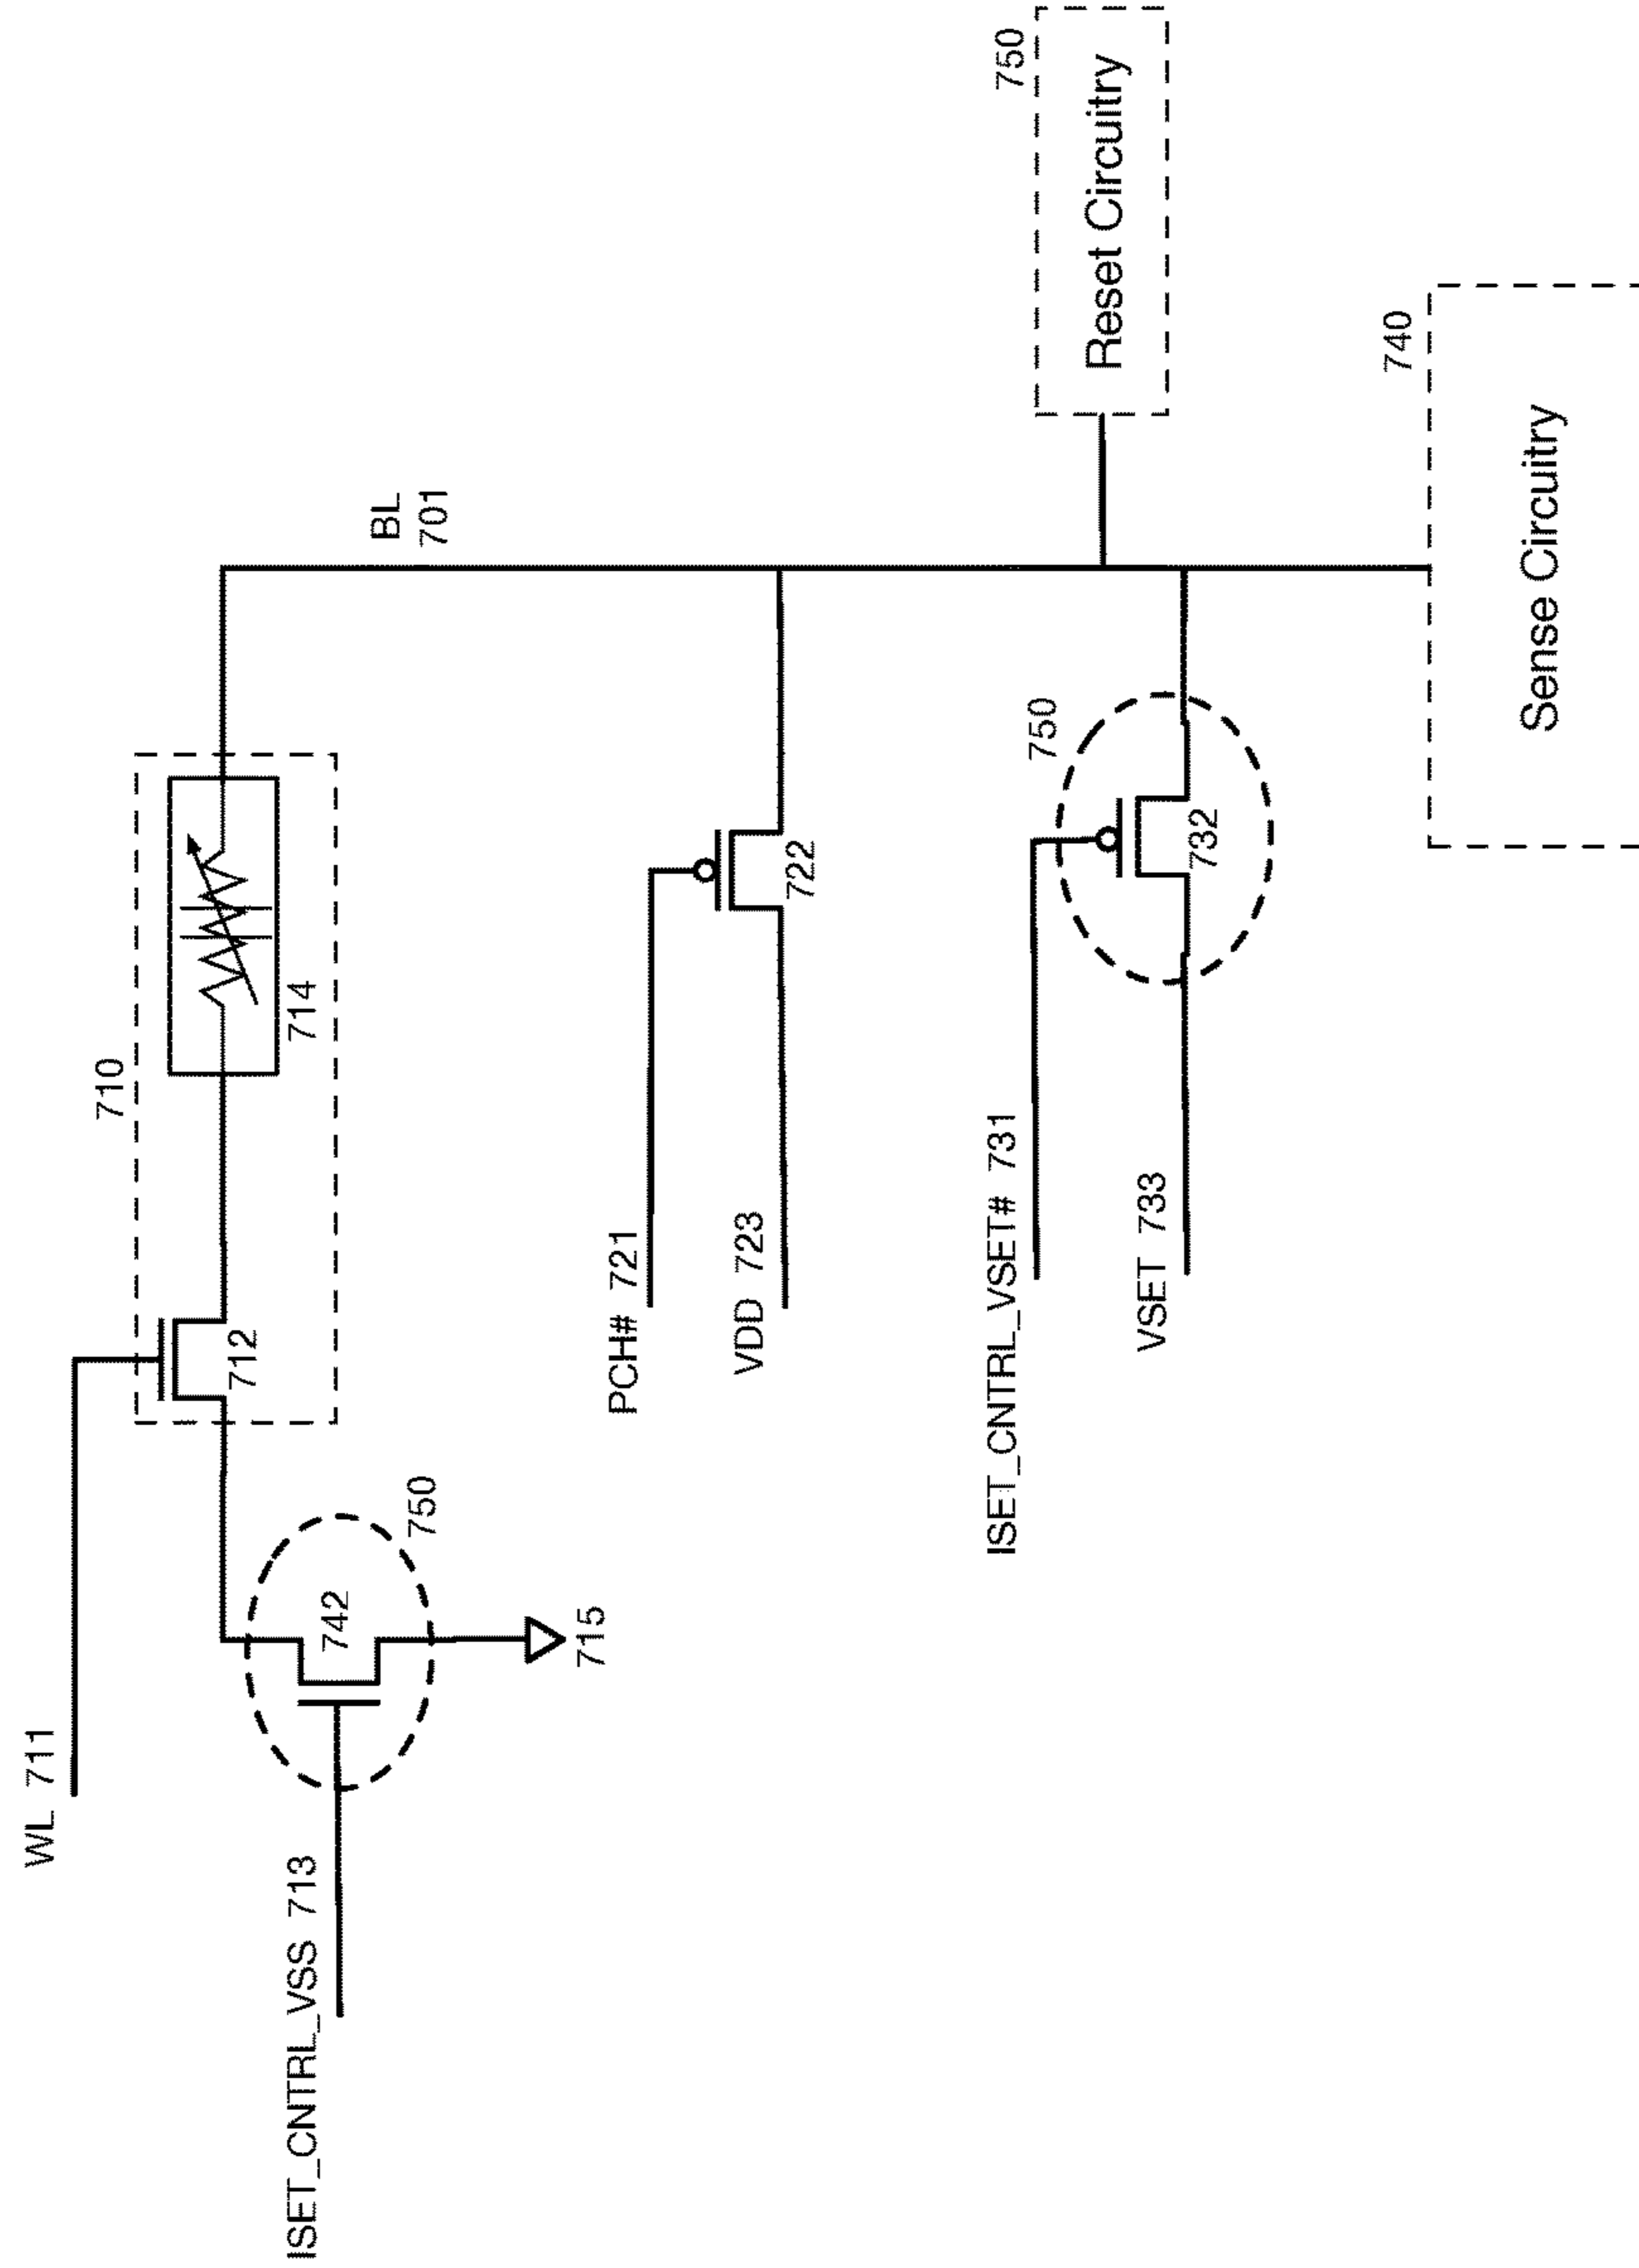 WL 711
710
712
714
BL
701
ISET_CNTRL_VSS 713
742
750
715
PCH# 721
722
VDD 723
ISET_CNTRL_VSET# 731
750
732
VSET 733
750
Reset Circuitry
740
Sense Circuitry